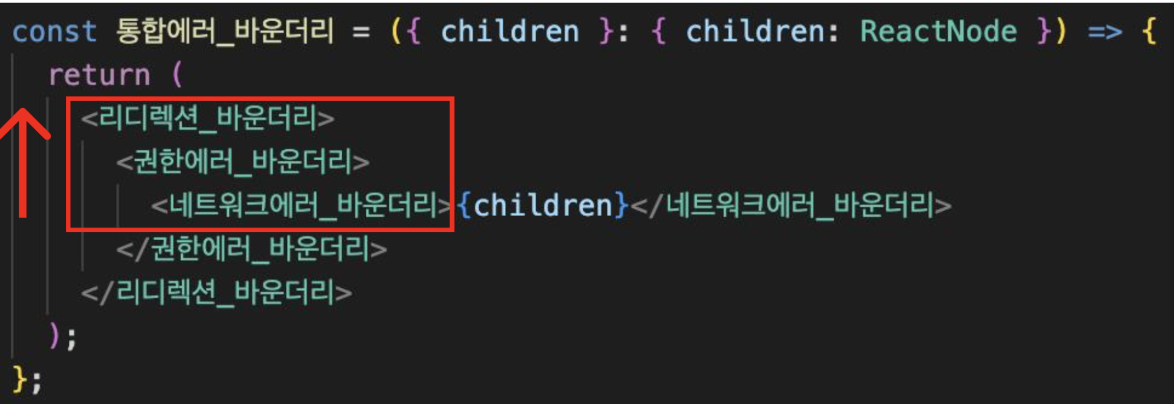 const 통합에러_바운더리 = ({ children }: { children: ReactNode }) => {
return (
<리디렉션_바운더리>
<권한에러_바운더리>
<네트워크에러_바운더리>{children}</네트워크에러_바운더리>
</권한에러_바운더리>
</리디렉션_바운더리>
);
};